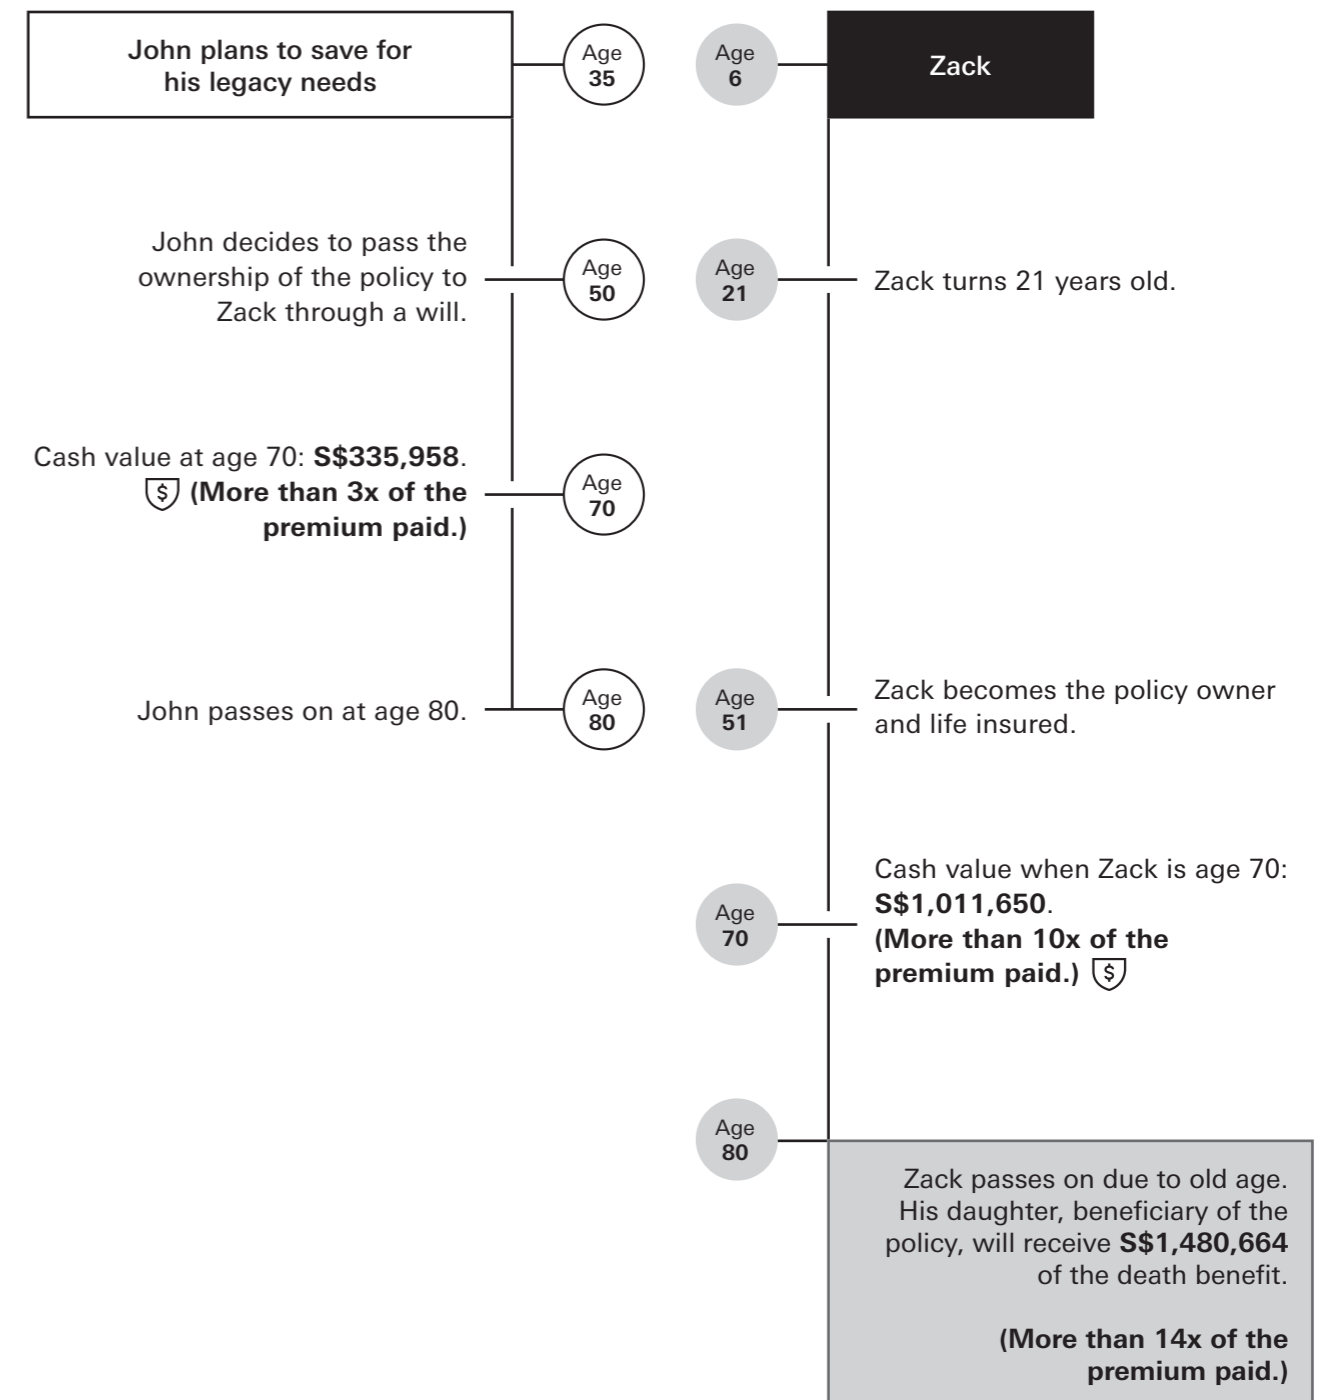 John plans to save for
his legacy needs
Age
35
Age
6
Zack
John decides to pass the
ownership of the policy to
Zack through a will.
Age
50
Age
21
Zack turns 21 years old.
Cash value at age 70: S$335,958.
$ (More than 3x of the
premium paid.)
Age
70
John passes on at age 80.
Age
80
Age
51
Zack becomes the policy owner
and life insured.
Age
70
Cash value when Zack is age 70:
S$1,011,650.
(More than 10x of the
premium paid.) $
Age
80
Zack passes on due to old age.
His daughter, beneficiary of the
policy, will receive S$1,480,664
of the death benefit.
(More than 14x of the
premium paid.)